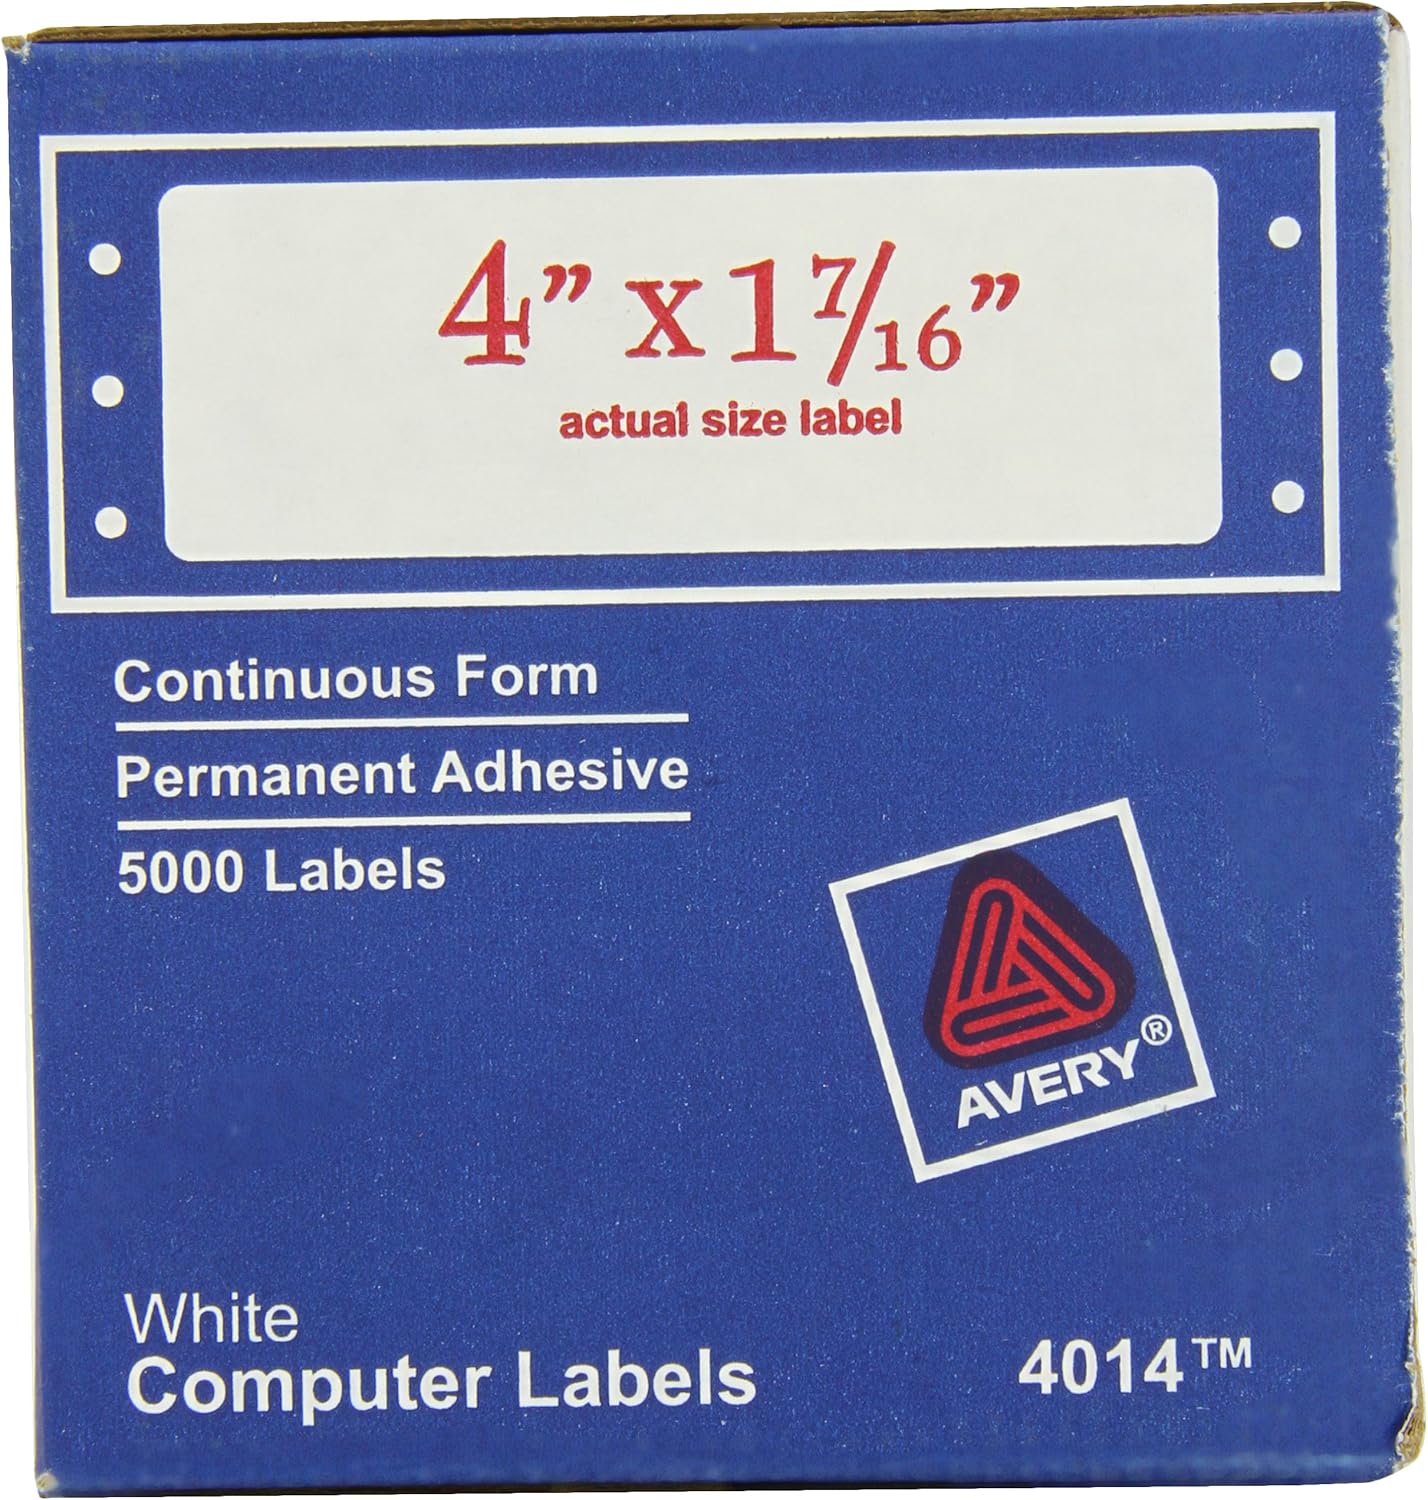 4” x 1 7/16”
actual size label
Continuous Form
Permanent Adhesive
5000 Labels
AVERY®
White
Computer Labels
4014™